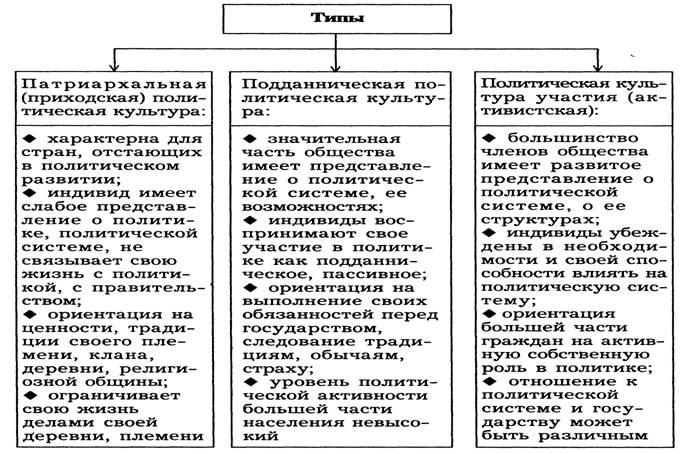 Типы
Патриархальная
(приходская) поли-
тическая культура:
◆ характерна для
стран, отстающих
в политическом
развитии;
◆ индивид имеет
слабое представ-
ление о полити-
ке, политической
системе, не
связывает свою
жизнь с полити-
кой, с правитель-
ством;
◆ ориентация на
ценности, тради-
ции своего пле-
мени, клана,
деревни, религи-
озной общины;
◆ ограничивает
свою жизнь
делами своей
деревни, племени
Подданническая по-
литическая культу-
ра:
◆ значительная
часть общества
имеет представле-
ние о политичес-
кой системе, ее
возможностях;
◆ индивиды вос-
принимают свое
участие в полити-
ке как подданни-
ческое, пассивное;
◆ ориентация на
выполнение своих
обязанностей перед
государством,
следование тради-
циям, обычаям,
страху;
◆ уровень полити-
ческой активности
большей части
населения невысо-
кий
Политическая куль-
тура участия (ак-
тивистская):
◆ большинство
членов общества
имеет развитое
представление о
политической
системе, о ее
структурах;
◆ индивиды убеж-
дены в необходи-
мости и своей спо-
собности влиять на
политическую сис-
тему;
◆ ориентация
большей части
граждан на актив-
ную собственную
роль в политике;
◆ отношение к
политической
системе и госу-
дарству может
быть различным